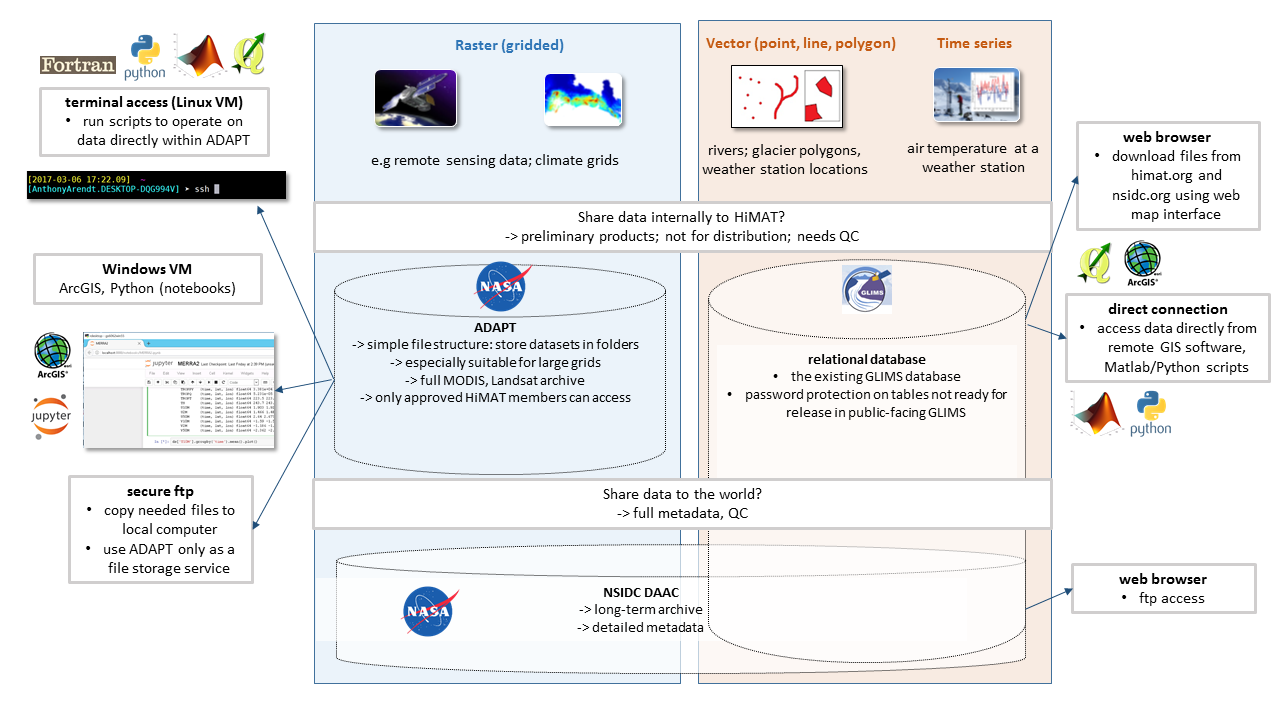 Fortran
python
terminal access (Linux VM)
• run scripts to operate on
data directly within ADAPT
[2017-03-06 17:22.09] ~
[AnthonyArendt.DESKTOP-DQG994V] ➤ ssh
Windows VM
ArcGIS, Python (notebooks)
ArcGIS
jupyter
jupyter MERRA2
secure ftp
• copy needed files to
local computer
• use ADAPT only as a
file storage service
Raster (gridded)
e.g remote sensing data; climate grids
Vector (point, line, polygon)
Time series
rivers; glacier polygons,
weather station locations
air temperature at a
weather station
Share data internally to HiMAT?
-> preliminary products; not for distribution; needs QC
NASA
ADAPT
-> simple file structure: store datasets in folders
-> especially suitable for large grids
-> full MODIS, Landsat archive
-> only approved HiMAT members can access
GLIMS
relational database
• the existing GLIMS database
• password protection on tables not ready for
release in public-facing GLIMS
Share data to the world?
-> full metadata, QC
NASA
NSIDC DAAC
-> long-term archive
-> detailed metadata
web browser
• download files from
himat.org and
nsidc.org using web
map interface
esri
ArcGIS
direct connection
• access data directly from
remote GIS software,
Matlab/Python scripts
python
web browser
• ftp access